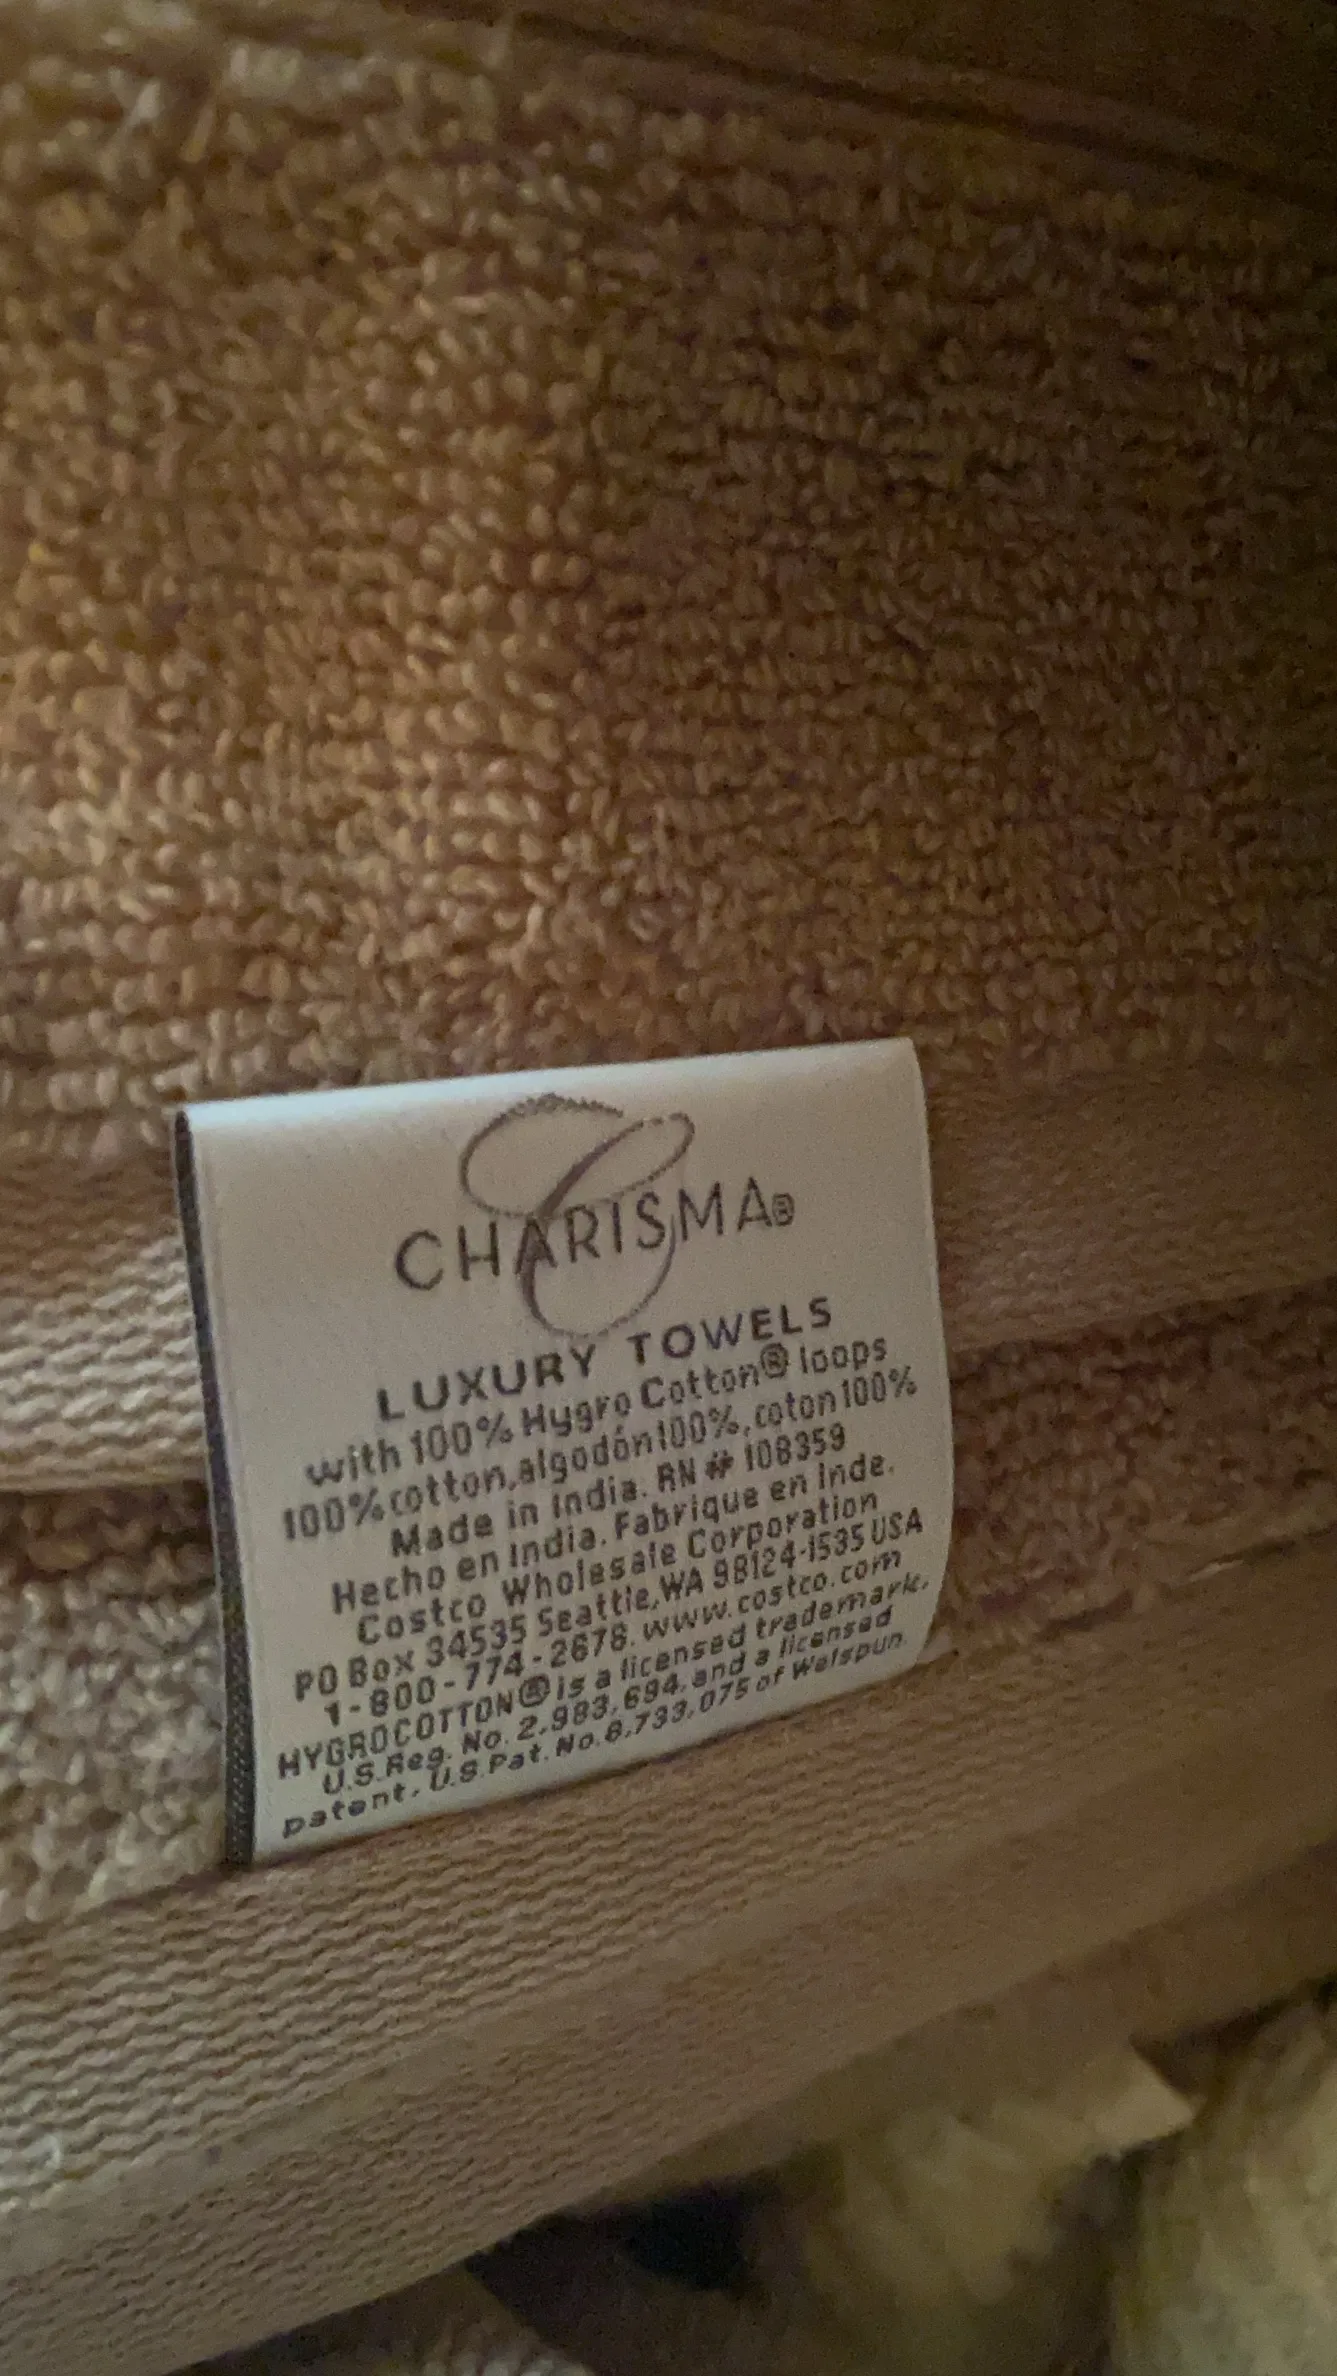 C
CHARISMA®
LUXURY TOWELS
with 100% Hygro Cotton® loops
100% cotton,algodón100%,coton100%
Made in India. RN # 108359
Hecho en India. Fabrique en Inde.
Costco Wholesale Corporation
PO Box 34535 Seattle,WA 98124-1535 USA
1-800-774-2678. www.costco.com
HYGROCOTTON® is a licensed trademark,
U.S.Reg. No. 2,983,694,and a licensed
patent, U.S.Pat. No.8,733,075 of Welspun.